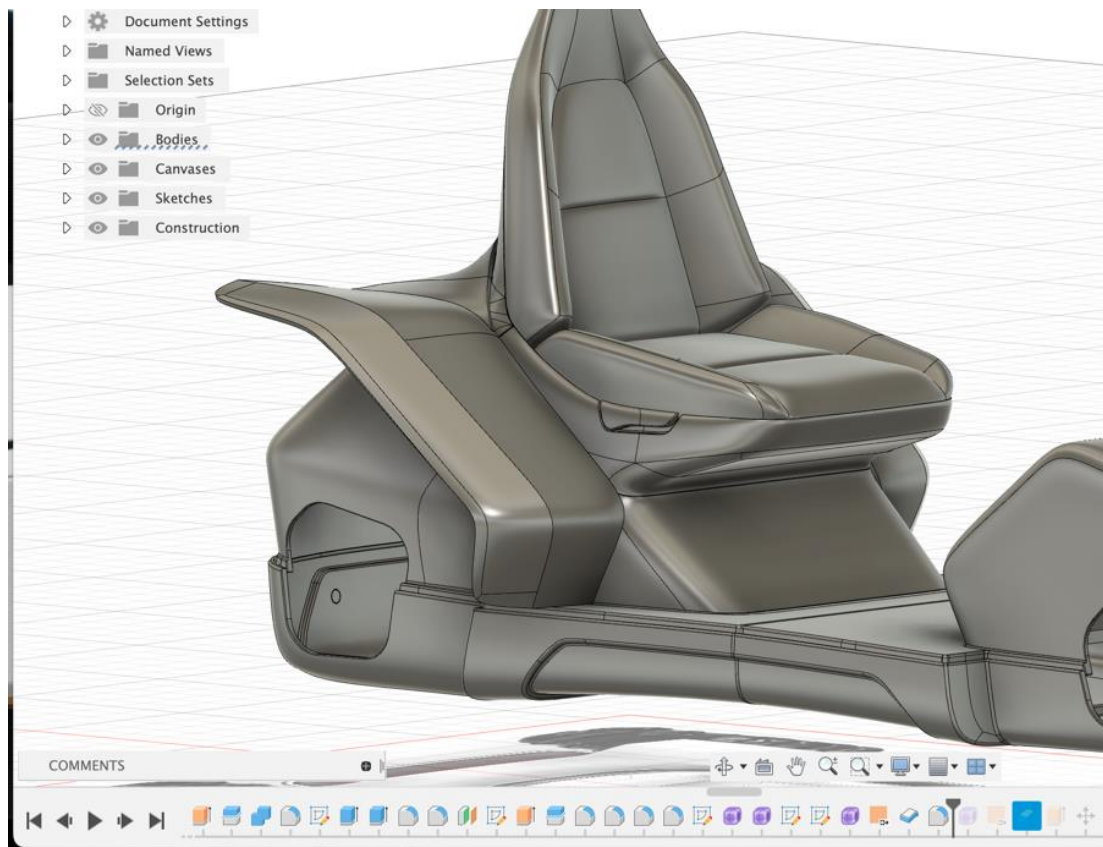 Document Settings
Named Views
Selection Sets
Origin
Bodies
Canvases
Sketches
Construction
COMMENTS